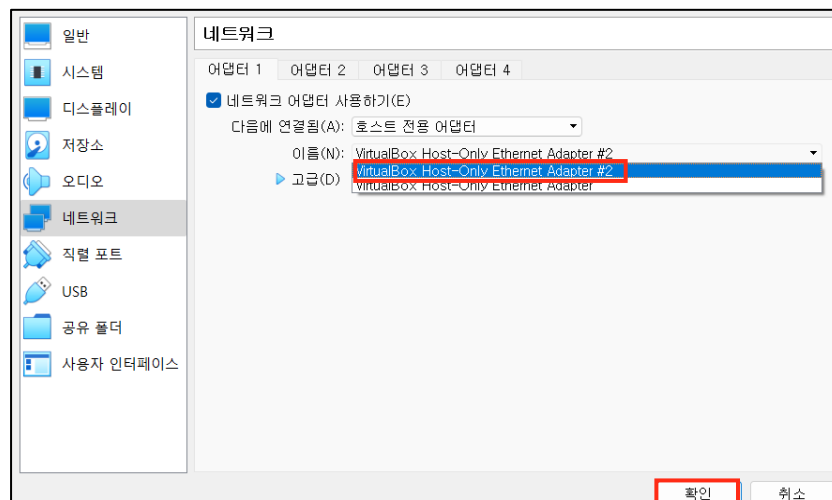 일반
시스템
디스플레이
저장소
오디오
네트워크
직렬 포트
USB
공유 폴더
사용자 인터페이스
네트워크
어댑터 1 어댑터 2 어댑터 3 어댑터 4
네트워크 어댑터 사용하기(E)
다음에 연결됨(A): 호스트 전용 어댑터
이름(N): VirtualBox Host-Only Ethernet Adapter #2
VirtualBox Host-Only Ethernet Adapter #2
고급(D) VirtualBox Host-Only Ethernet Adapter
확인 취소